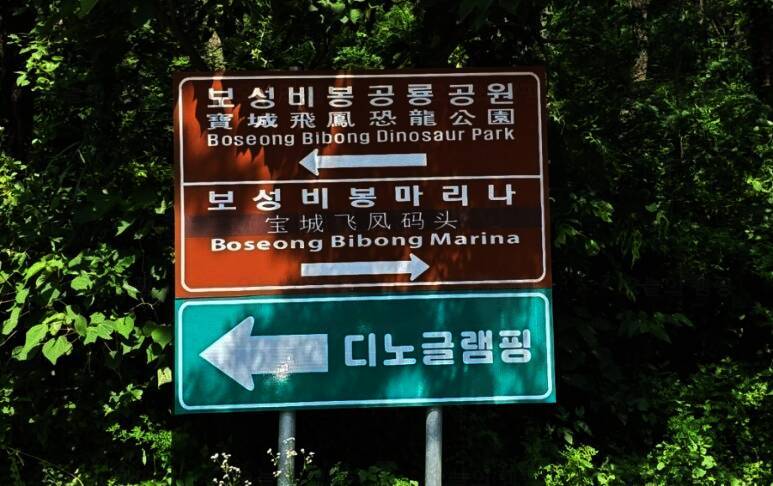 보성비봉공룡공원
寶城飛鳳恐龍公園
Boseong Bibong Dinosaur Park
보성비봉마리나
宝城飞凤码头
Boseong Bibong Marina
디노글램핑